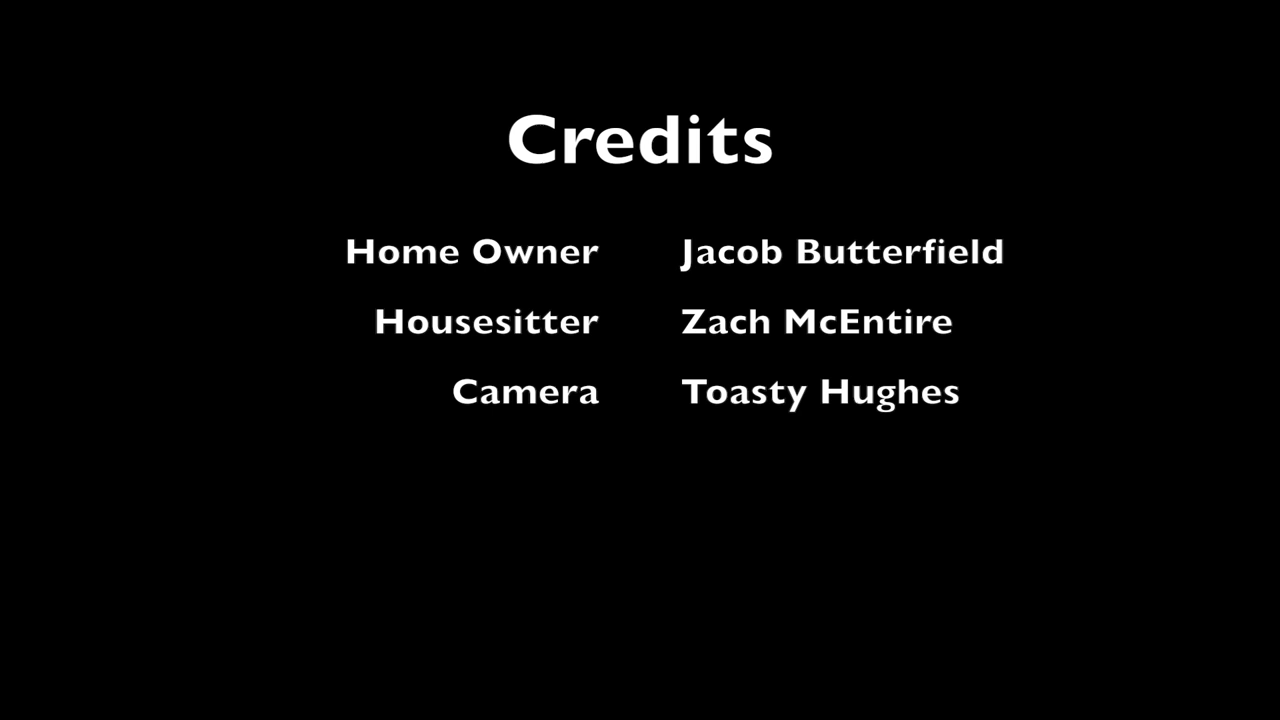 Credits
Home Owner Jacob Butterfield
Housesitter Zach McEntire
Camera Toasty Hughes